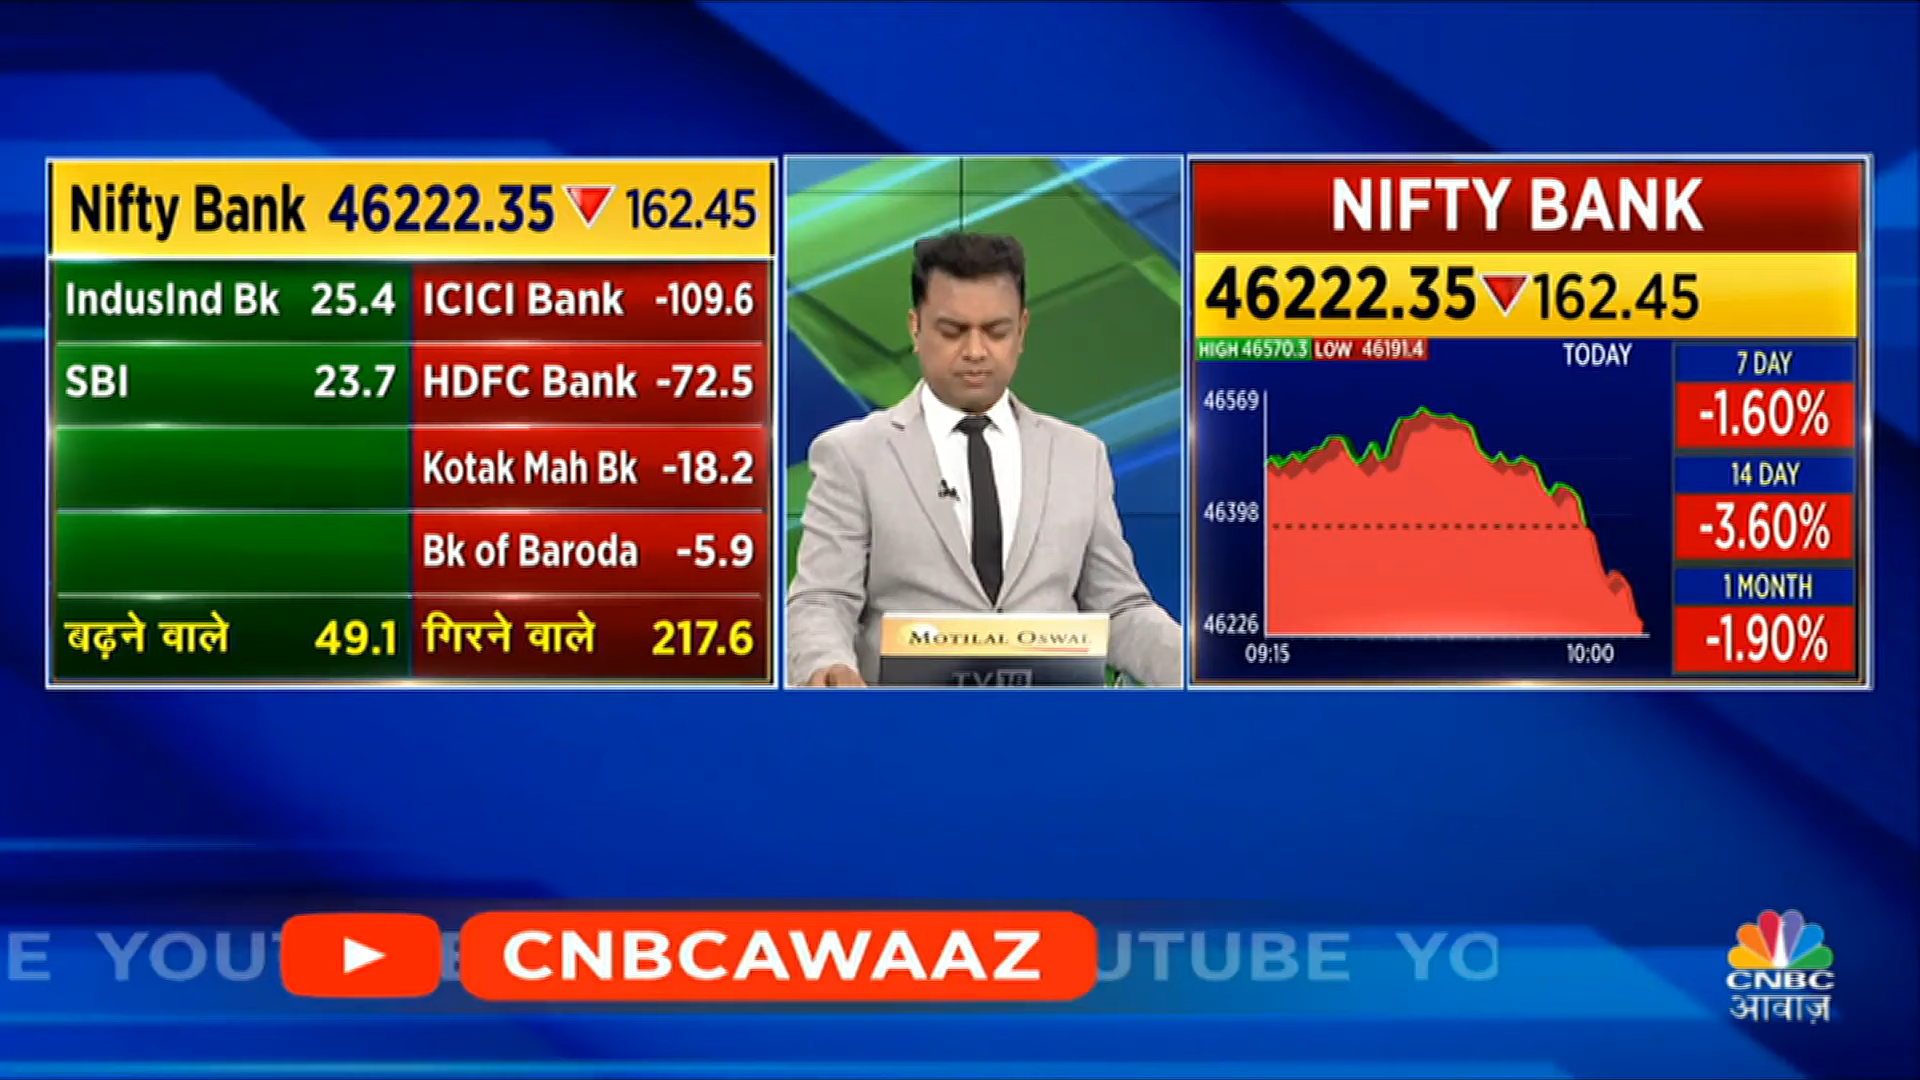 Nifty Bank 46222.35 162.45
IndusInd Bk 25.4 ICICI Bank -109.6
SBI 23.7 HDFC Bank -72.5
Kotak Mah Bk -18.2
Bk of Baroda -5.9
बढ़ने वाले 49.1 गिरने वाले 217.6
MOTILAL OSWAL
TV18
NIFTY BANK
46222.35 162.45
HIGH 46570.3 LOW 46191.4
TODAY
46569
46398
46226
09:15 10:00
7 DAY
-1.60%
14 DAY
-3.60%
1 MONTH
-1.90%
E YOUT E CNBCAWAAZ UTUBE YO
CNBC
आवाज़